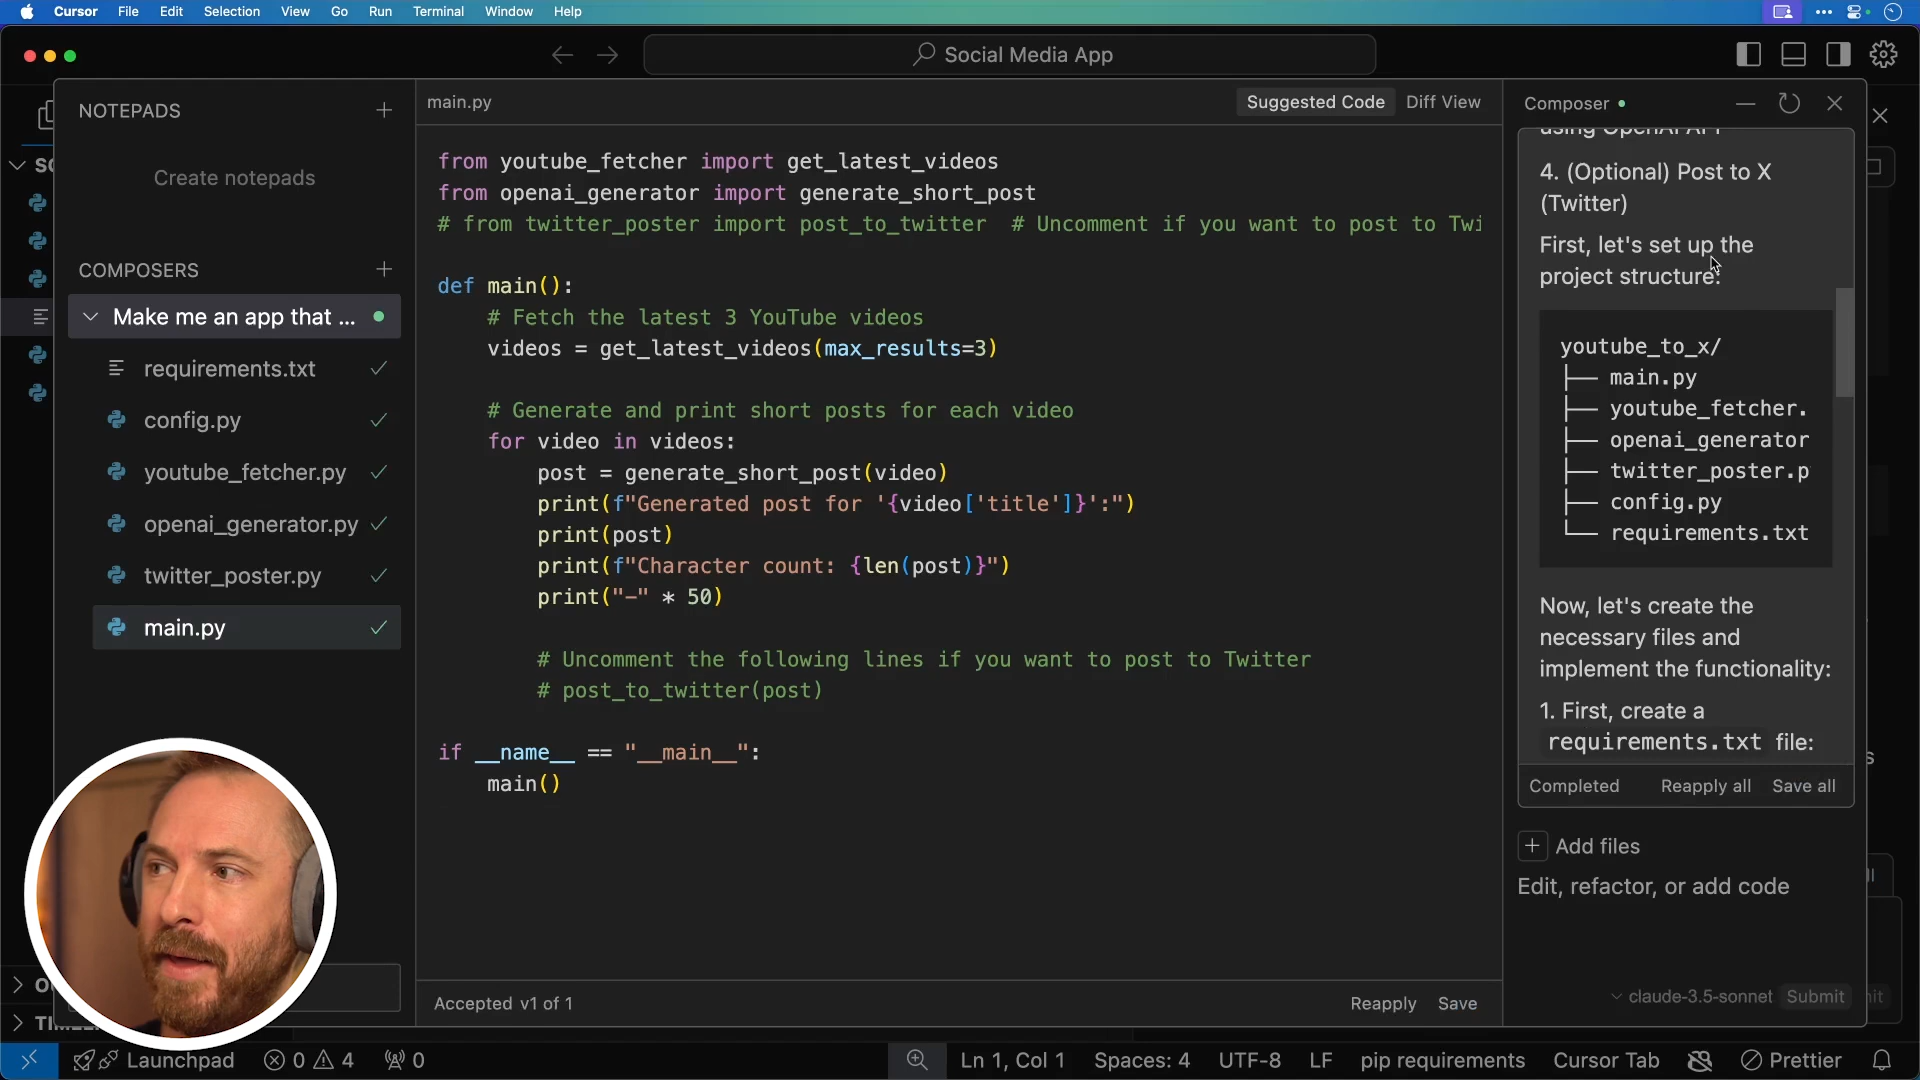 Cursor File Edit Selection View Go Run Terminal Window Help
Social Media App
NOTEPADS
Create notepads
COMPOSERS
Make me an app that ...
requirements.txt
config.py
youtube_fetcher.py
openai_generator.py
twitter_poster.py
main.py
main.py
Suggested Code Diff View
from youtube_fetcher import get_latest_videos
from openai_generator import generate_short_post
# from twitter_poster import post_to_twitter  # Uncomment if you want to post to Twi
def main():
    # Fetch the latest 3 YouTube videos
    videos = get_latest_videos(max_results=3)
    # Generate and print short posts for each video
    for video in videos:
        post = generate_short_post(video)
        print(f"Generated post for '{video['title']}':")
        print(post)
        print(f"Character count: {len(post)}")
        print("-" * 50)
        # Uncomment the following lines if you want to post to Twitter
        # post_to_twitter(post)
if __name__ == "__main__":
    main()
Accepted v1 of 1
Reapply Save
Composer
using OpenAI API
4. (Optional) Post to X
(Twitter)
First, let's set up the
project structure:
youtube_to_x/
├── main.py
├── youtube_fetcher.
├── openai_generator
├── twitter_poster.p
├── config.py
└── requirements.txt
Now, let's create the
necessary files and
implement the functionality:
1. First, create a
requirements.txt file:
Completed Reapply all Save all
+ Add files
Edit, refactor, or add code
claude-3.5-sonnet Submit
Launchpad 0 4 0
Ln 1, Col 1 Spaces: 4 UTF-8 LF pip requirements Cursor Tab Prettier